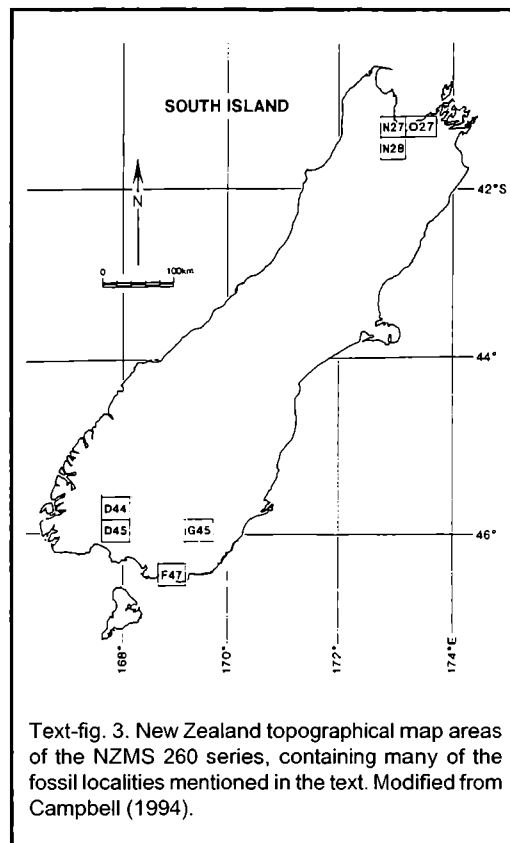 SOUTH ISLAND
N27
O27
N28
42°S
N
0 100km
44°
D44
D45
G45
46°
F47
168°
170°
172°
174°E
Text-fig. 3. New Zealand topographical map areas
of the NZMS 260 series, containing many of the
fossil localities mentioned in the text. Modified from
Campbell (1994).